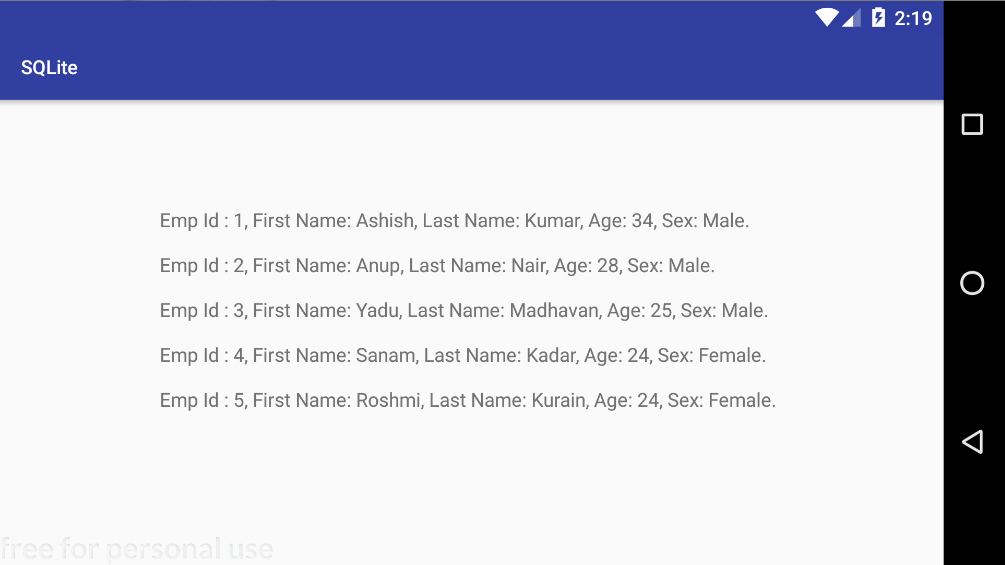 2:19
SQLite
Emp Id : 1, First Name: Ashish, Last Name: Kumar, Age: 34, Sex: Male.
Emp Id : 2, First Name: Anup, Last Name: Nair, Age: 28, Sex: Male.
Emp Id : 3, First Name: Yadu, Last Name: Madhavan, Age: 25, Sex: Male.
Emp Id : 4, First Name: Sanam, Last Name: Kadar, Age: 24, Sex: Female.
Emp Id : 5, First Name: Roshmi, Last Name: Kurain, Age: 24, Sex: Female.
free for personal use